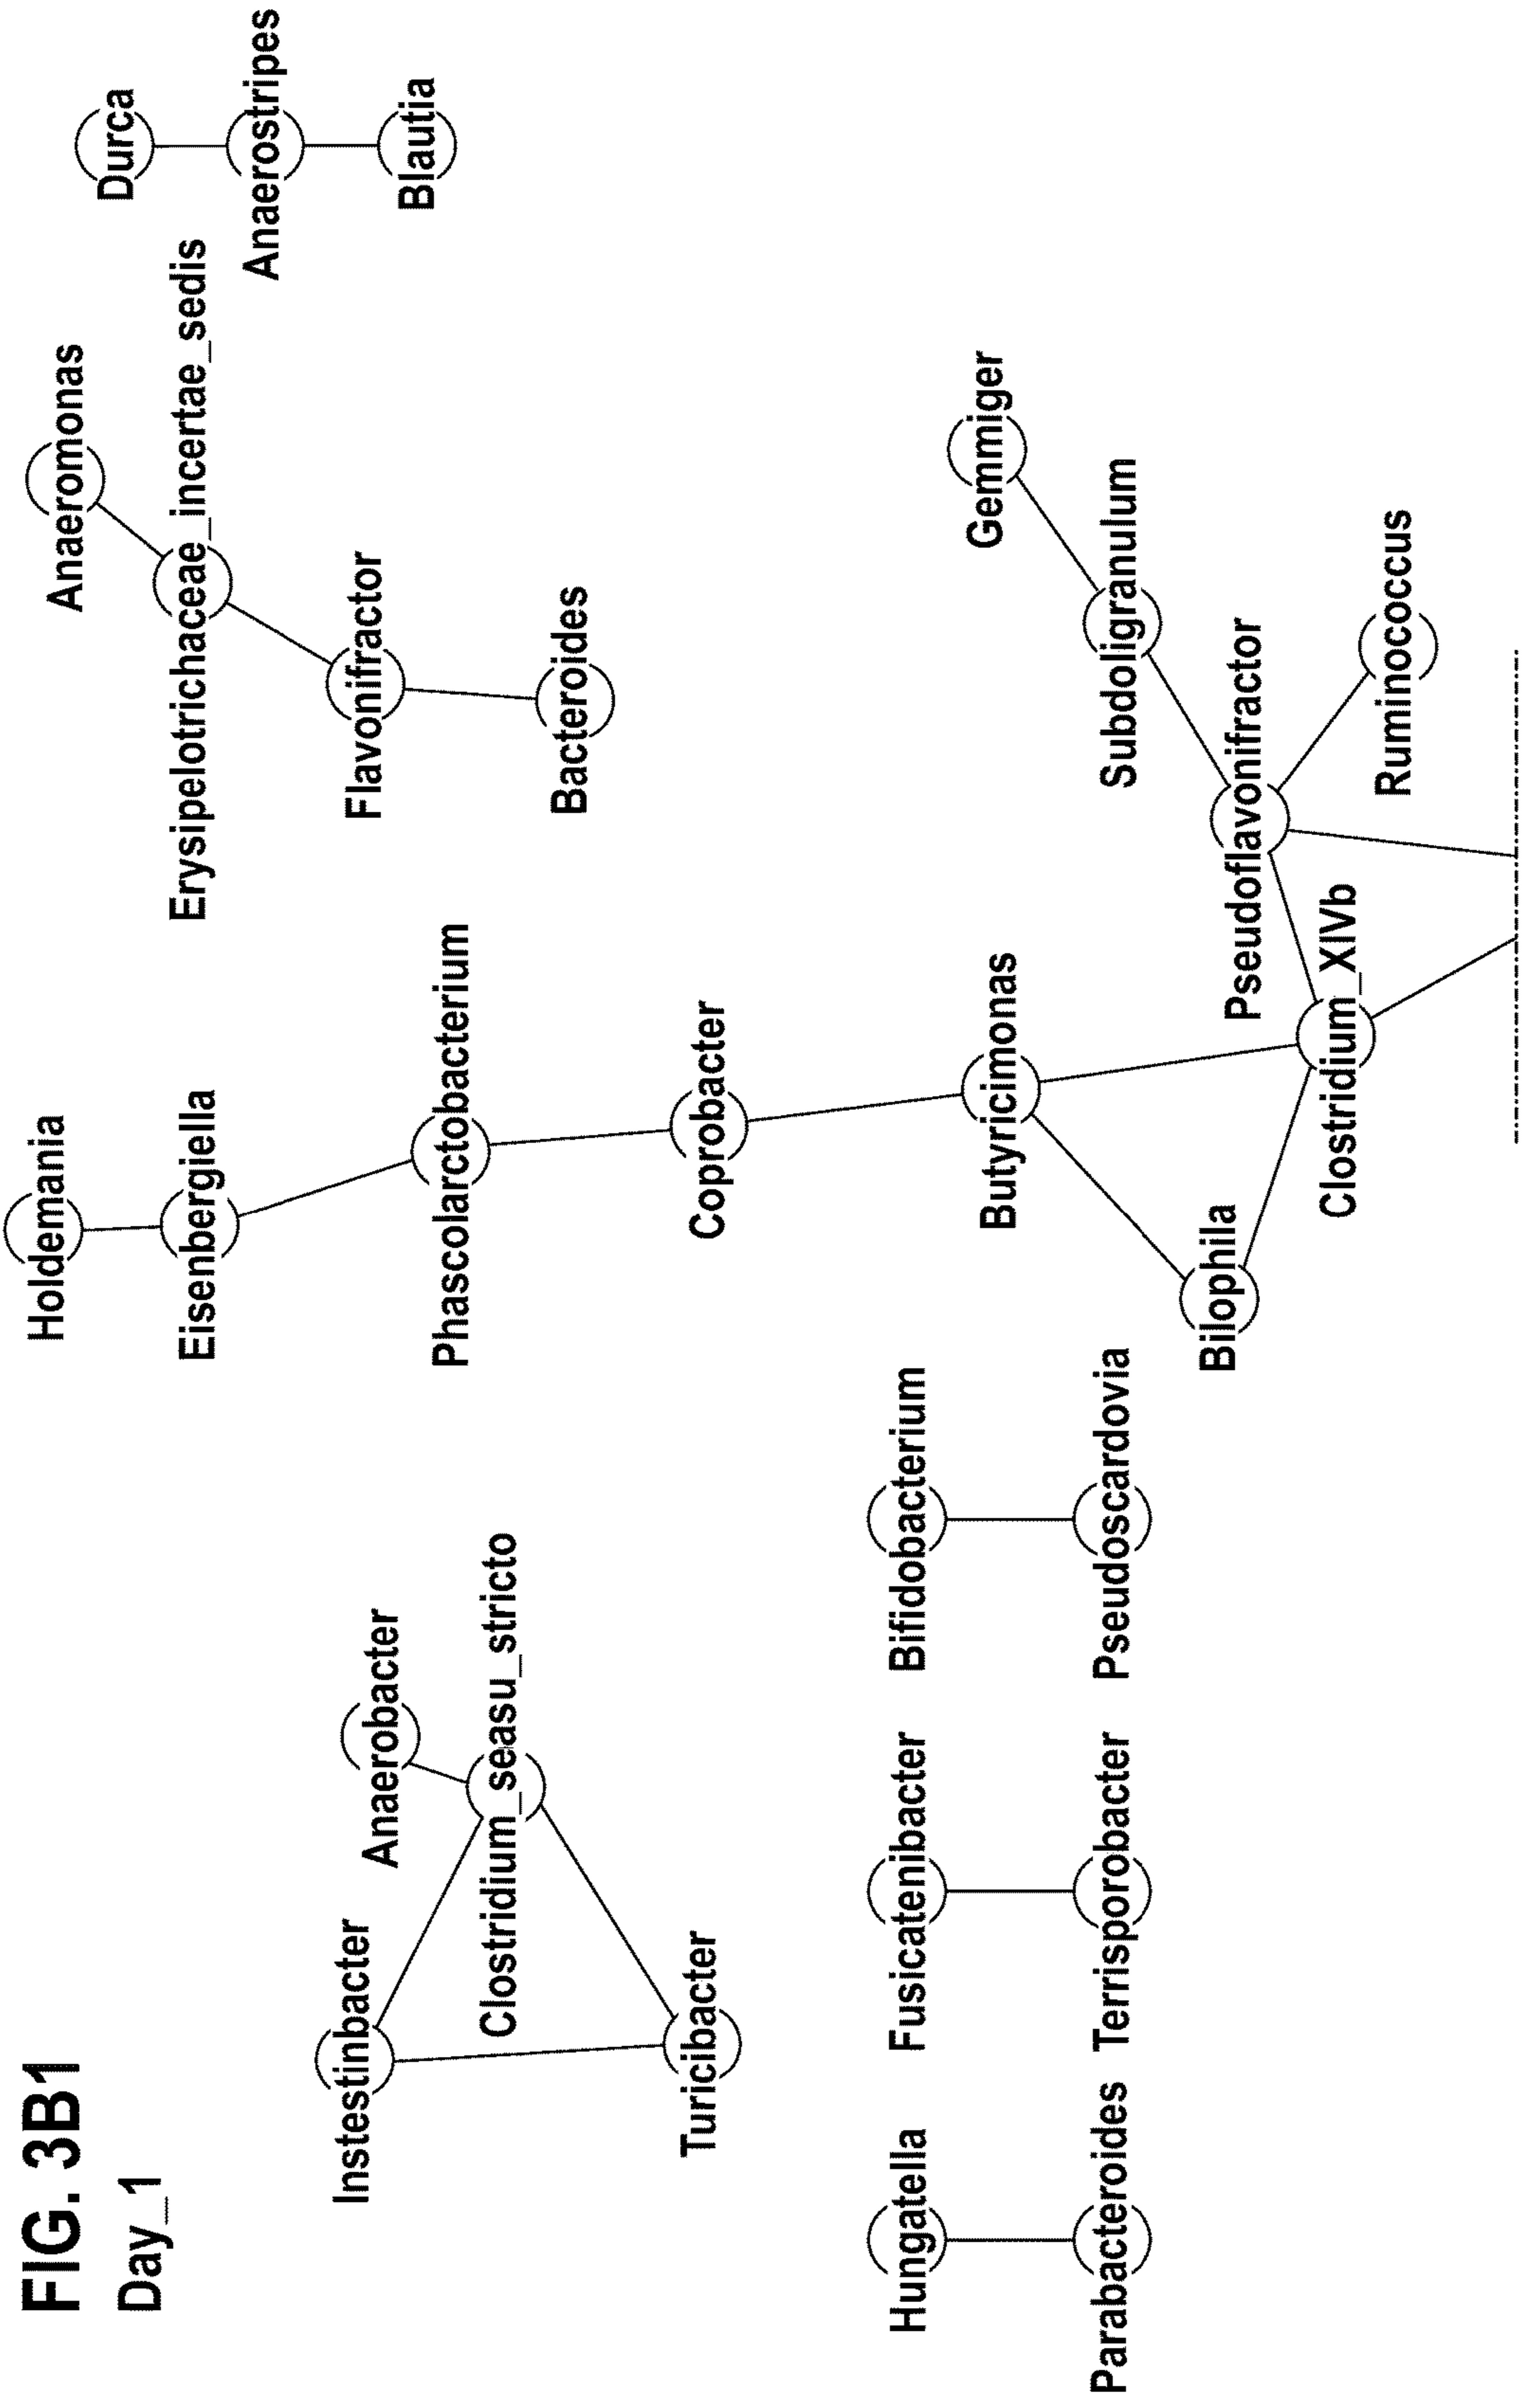 FIG. 3B1
Day_1
Instestinbacter
Anaerobacter
Clostridium_seasu_stricto
Turicibacter
Hungatella
Parabacteroides
Fusicatenibacter
Terrisporobacter
Bifidobacterium
Pseudoscardovia
Holdemania
Eisenbergiella
Phascolarctobacterium
Coprobacter
Butyricimonas
Bilophila
Clostridium_XIVb
Pseudoflavonifractor
Subdoligranulum
Gemmiger
Ruminococcus
Anaeromonas
Erysipelotrichaceae_incertae_sedis
Flavonifractor
Bacteroides
Durca
Anaerostripes
Blautia